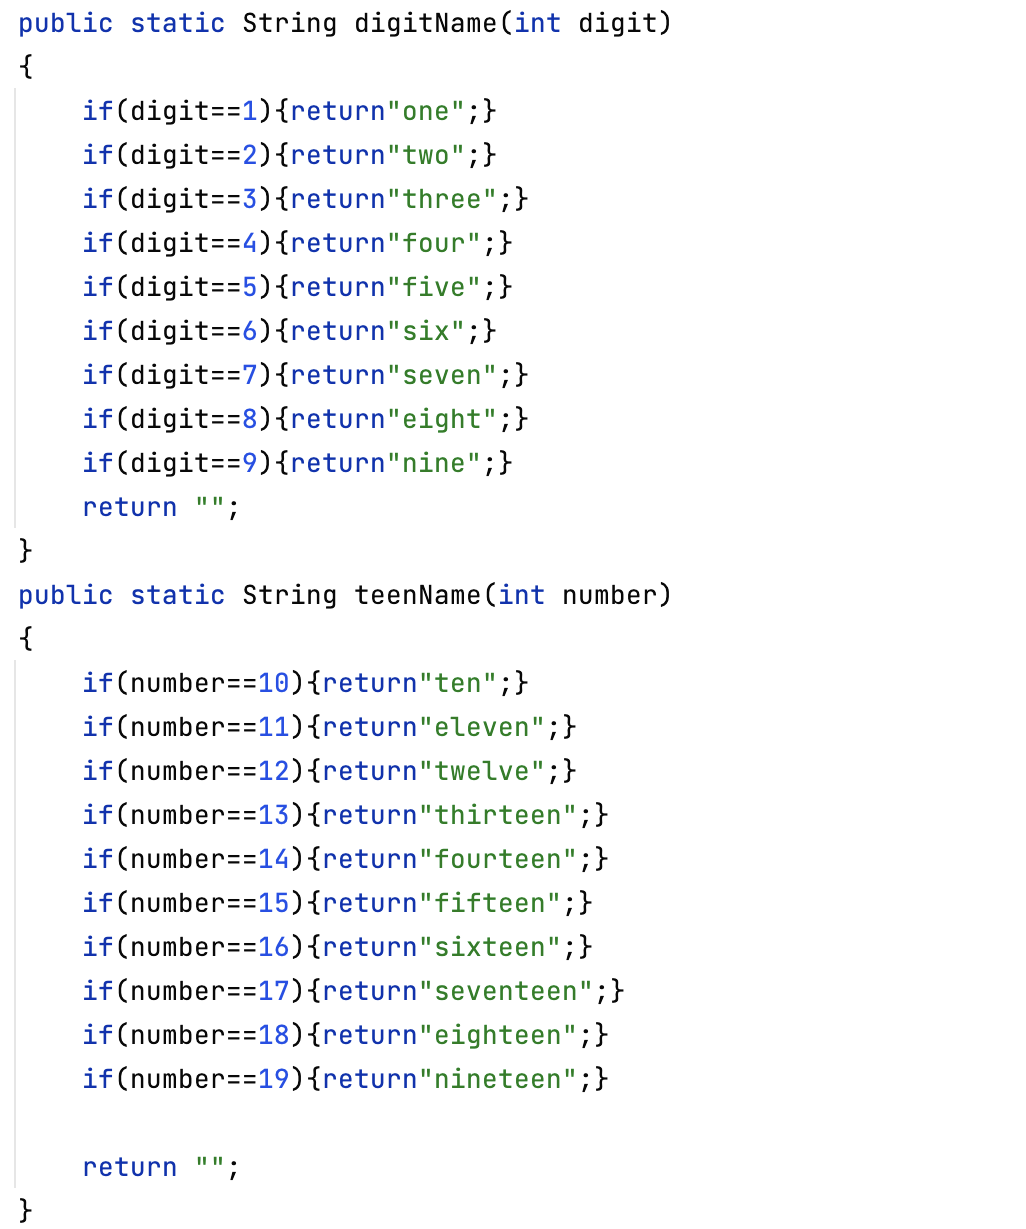 public static String digitName(int digit)
{
    if(digit==1){return"one";}
    if(digit==2){return"two";}
    if(digit==3){return"three";}
    if(digit==4){return"four";}
    if(digit==5){return"five";}
    if(digit==6){return"six";}
    if(digit==7){return"seven";}
    if(digit==8){return"eight";}
    if(digit==9){return"nine";}
    return "";
}
public static String teenName(int number)
{
    if(number==10){return"ten";}
    if(number==11){return"eleven";}
    if(number==12){return"twelve";}
    if(number==13){return"thirteen";}
    if(number==14){return"fourteen";}
    if(number==15){return"fifteen";}
    if(number==16){return"sixteen";}
    if(number==17){return"seventeen";}
    if(number==18){return"eighteen";}
    if(number==19){return"nineteen";}

    return "";
}